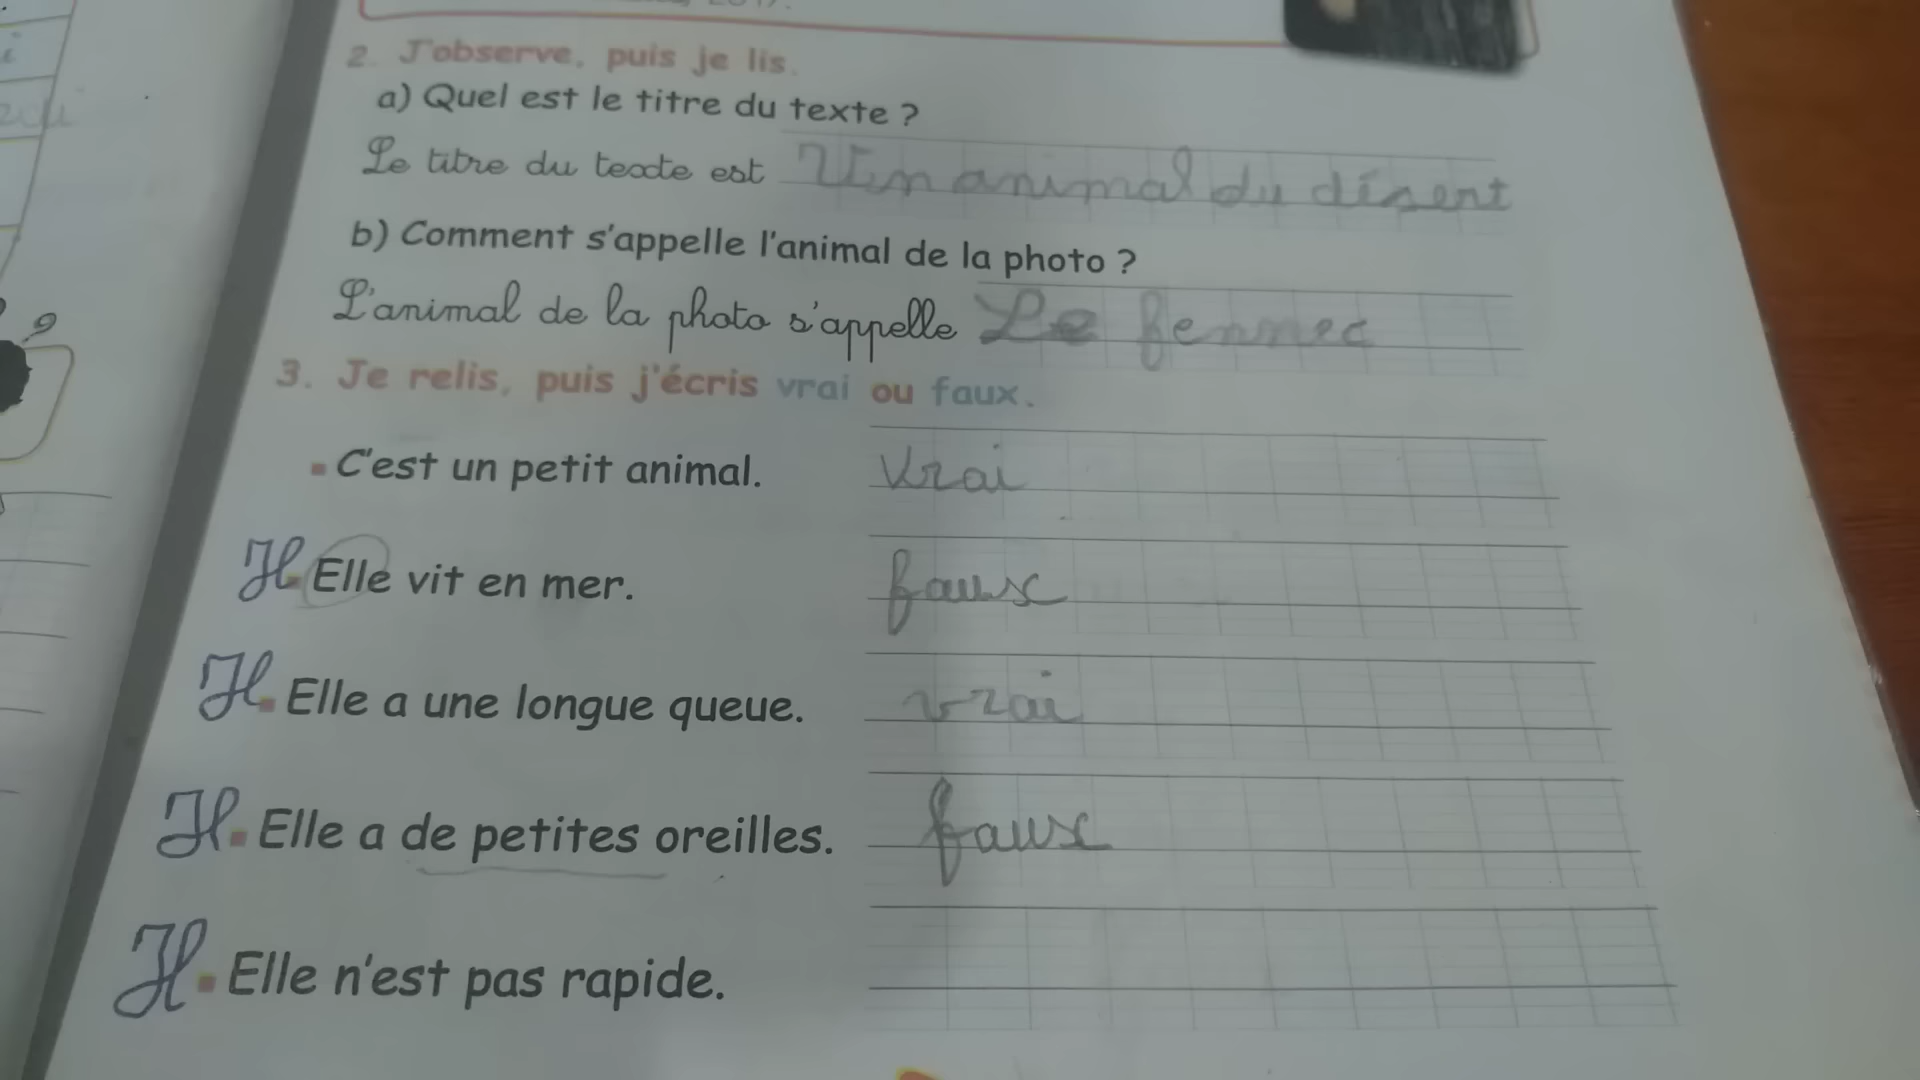 2. J'observe, puis je lis.
a) Quel est le titre du texte ?
Le titre du texte est Un animal du désert
b) Comment s'appelle l'animal de la photo ?
L'animal de la photo s'appelle Le fennec
3. Je relis, puis j'écris vrai ou faux.
▪ C'est un petit animal. Vrai
Il ▪ Elle vit en mer. faux
Il ▪ Elle a une longue queue. vrai
Il ▪ Elle a de petites oreilles. faux
Il ▪ Elle n'est pas rapide.